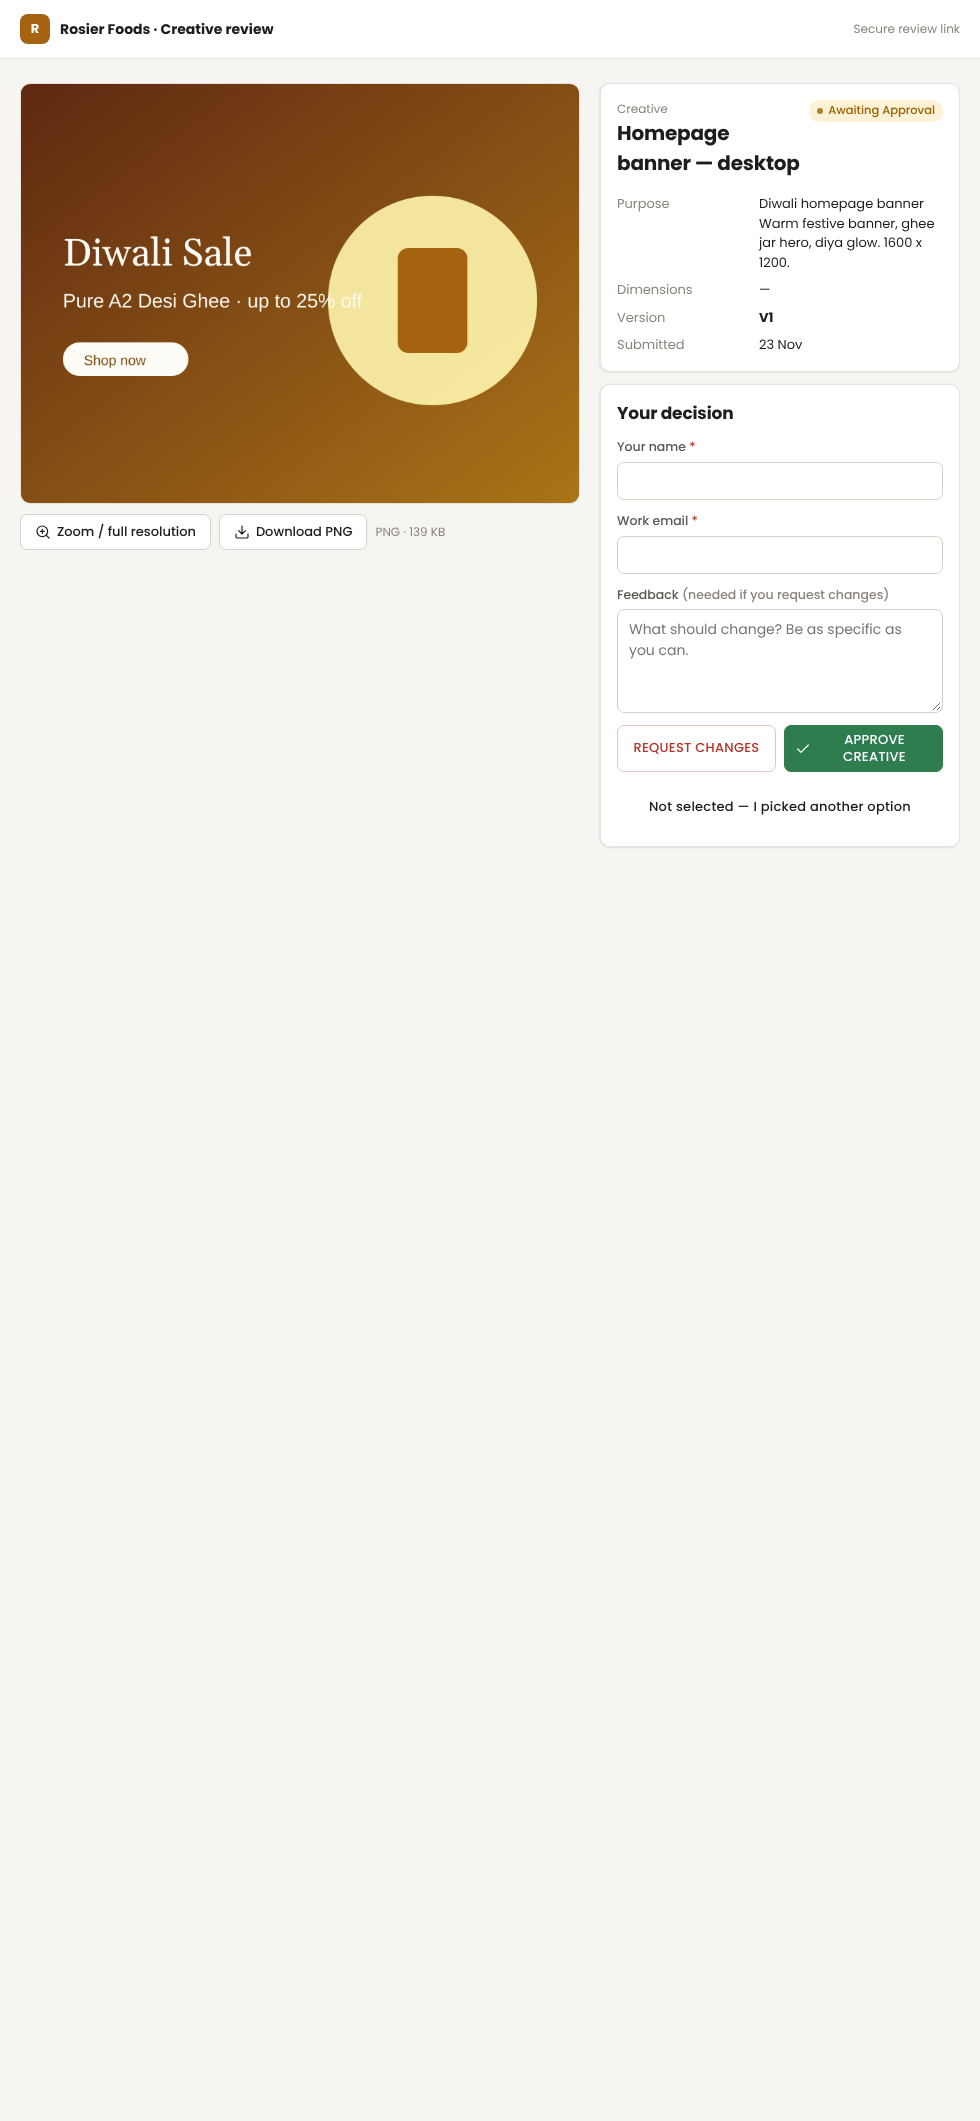 R
Rosier Foods · Creative review
Secure review link
Diwali Sale
Pure A2 Desi Ghee · up to 25% off
Shop now
Zoom / full resolution
Download PNG
PNG · 139 KB
Creative
Awaiting Approval
Homepage
banner — desktop
Purpose
Diwali homepage banner
Warm festive banner, ghee
jar hero, diya glow. 1600 x
1200.
Dimensions
—
Version
V1
Submitted
23 Nov
Your decision
Your name *
Work email *
Feedback (needed if you request changes)
What should change? Be as specific as
you can.
REQUEST CHANGES
APPROVE
CREATIVE
Not selected — I picked another option